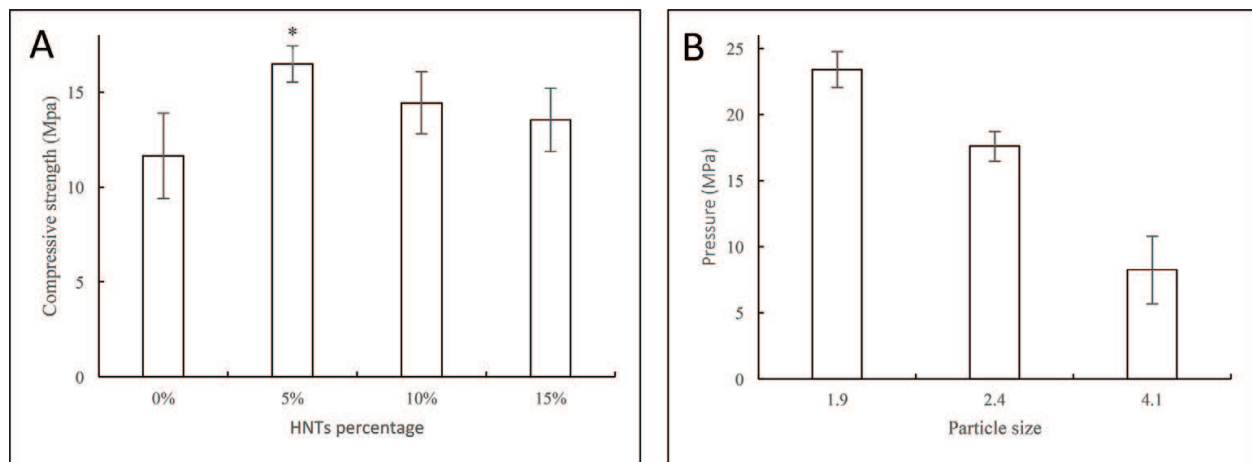 A
*
Compressive strength (Mpa)
15
10
5
0
0% 5% 10% 15%
HNTs percentage
B
Pressure (MPa)
25
20
15
10
5
0
1.9 2.4 4.1
Particle size